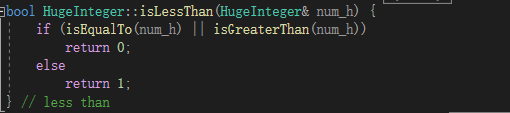 bool HugeInteger::isLessThan(HugeInteger& num_h) {
    if (isEqualTo(num_h) || isGreaterThan(num_h))
        return 0;
    else
        return 1;
} // less than